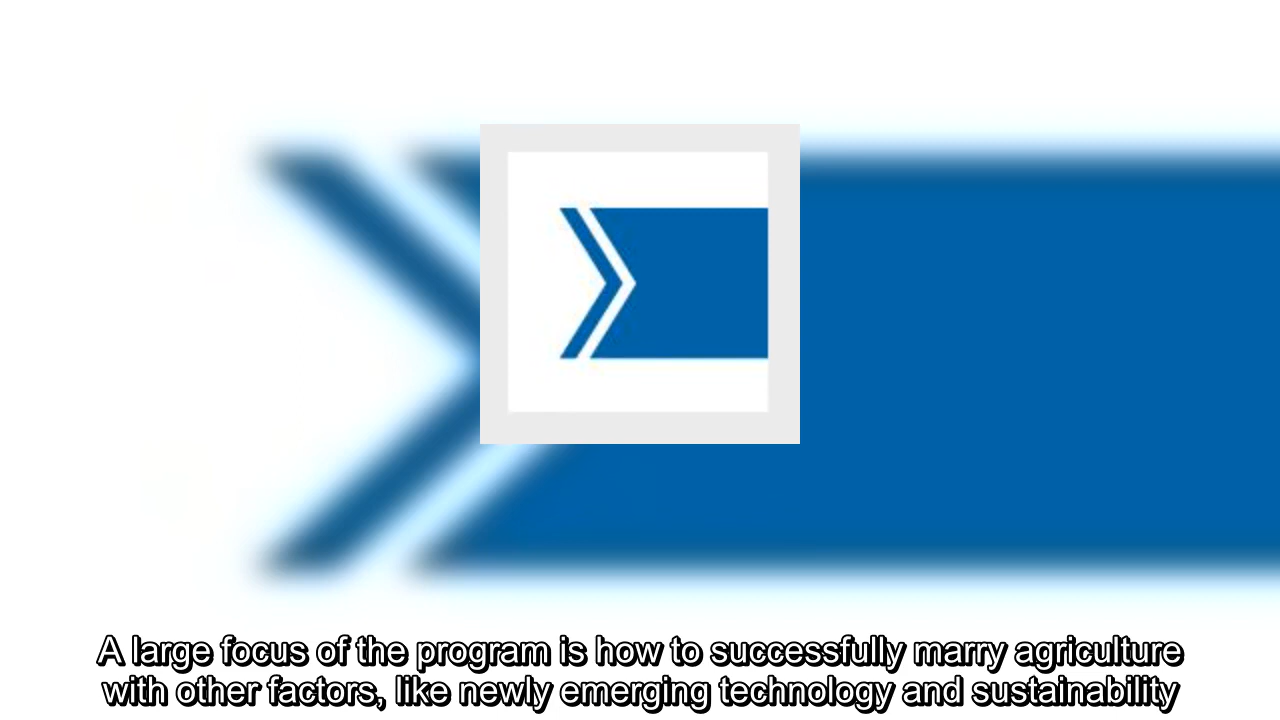 A large focus of the program is how to successfully marry agriculture
with other factors, like newly emerging technology and sustainability